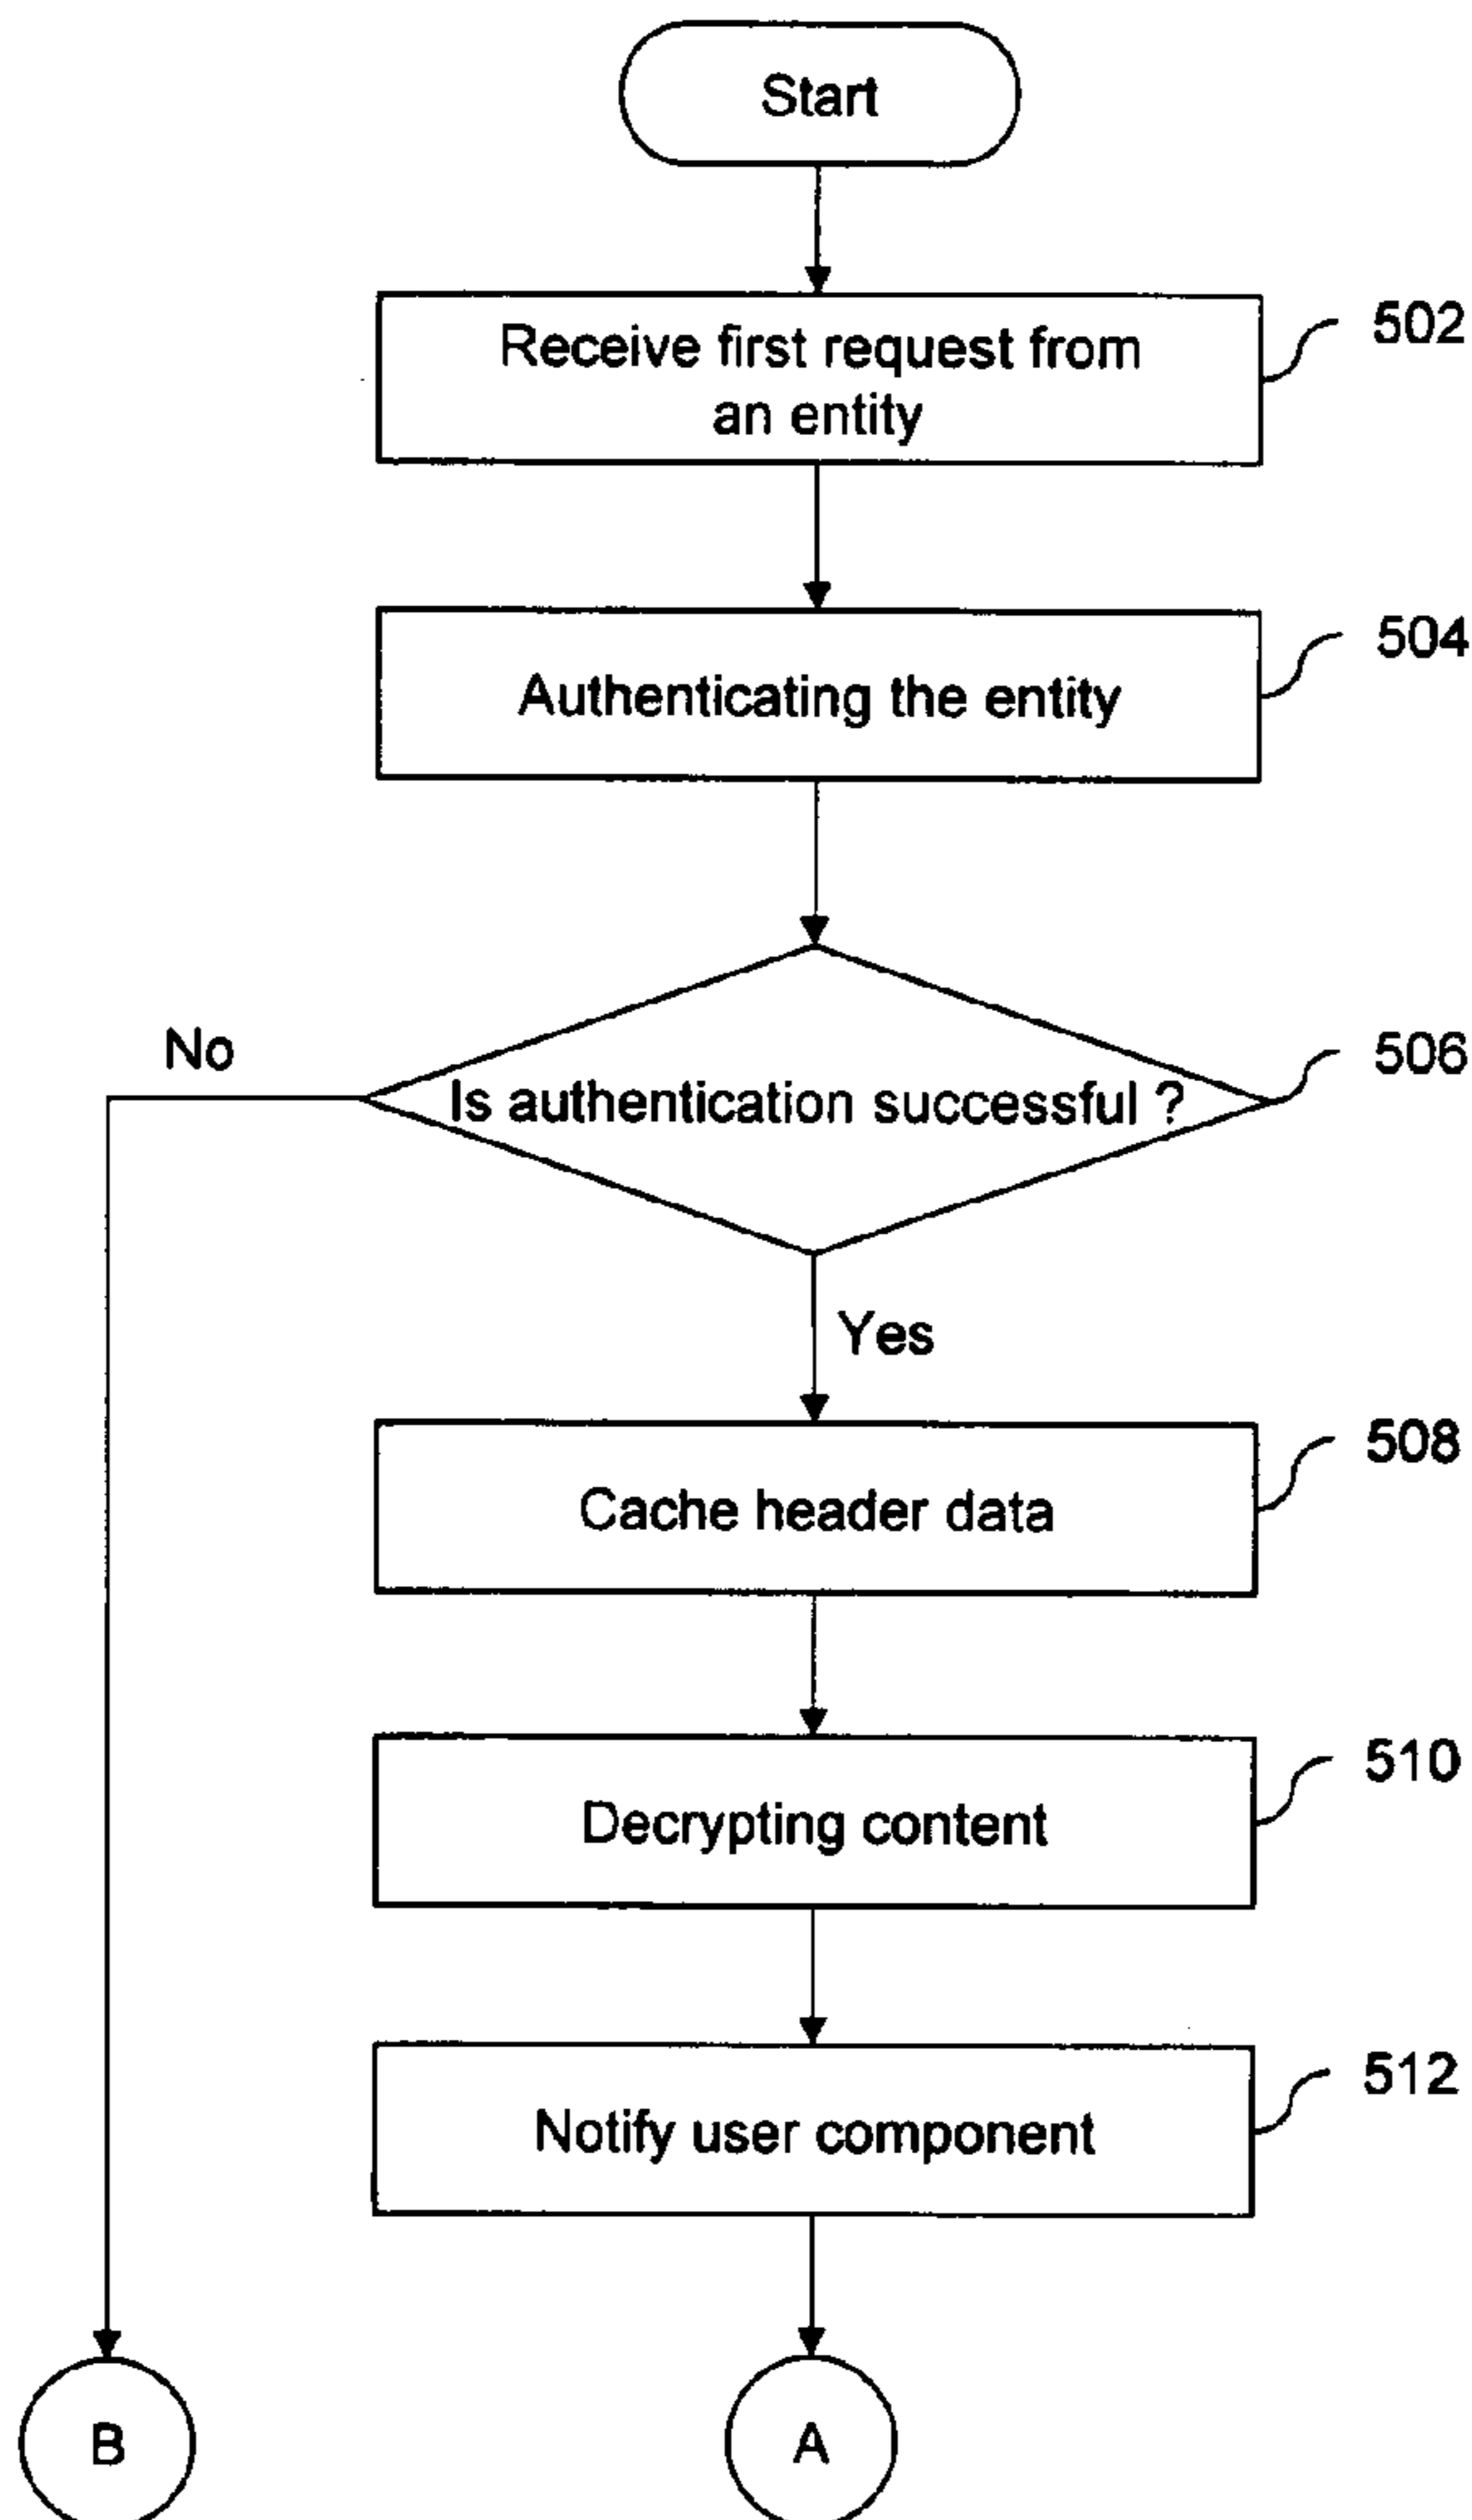 Start
Receive first request from
an entity
502
Authenticating the entity
504
No
Is authentication successful ?
506
Yes
Cache header data
508
Decrypting content
510
Notify user component
512
B
A